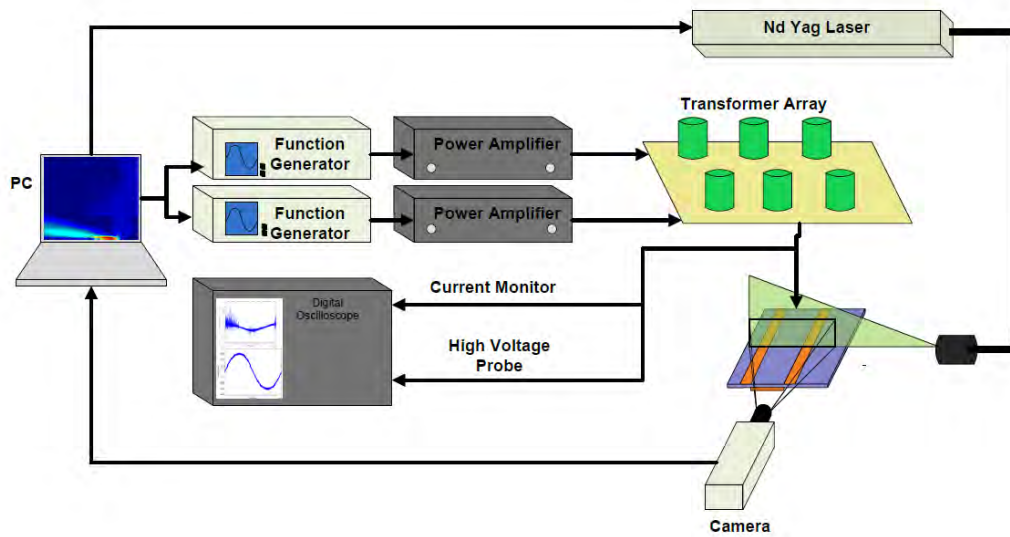 Nd Yag Laser
Transformer Array
PC
Function
Generator
Power Amplifier
Function
Generator
Power Amplifier
Current Monitor
Digital
Oscilloscope
High Voltage
Probe
Camera